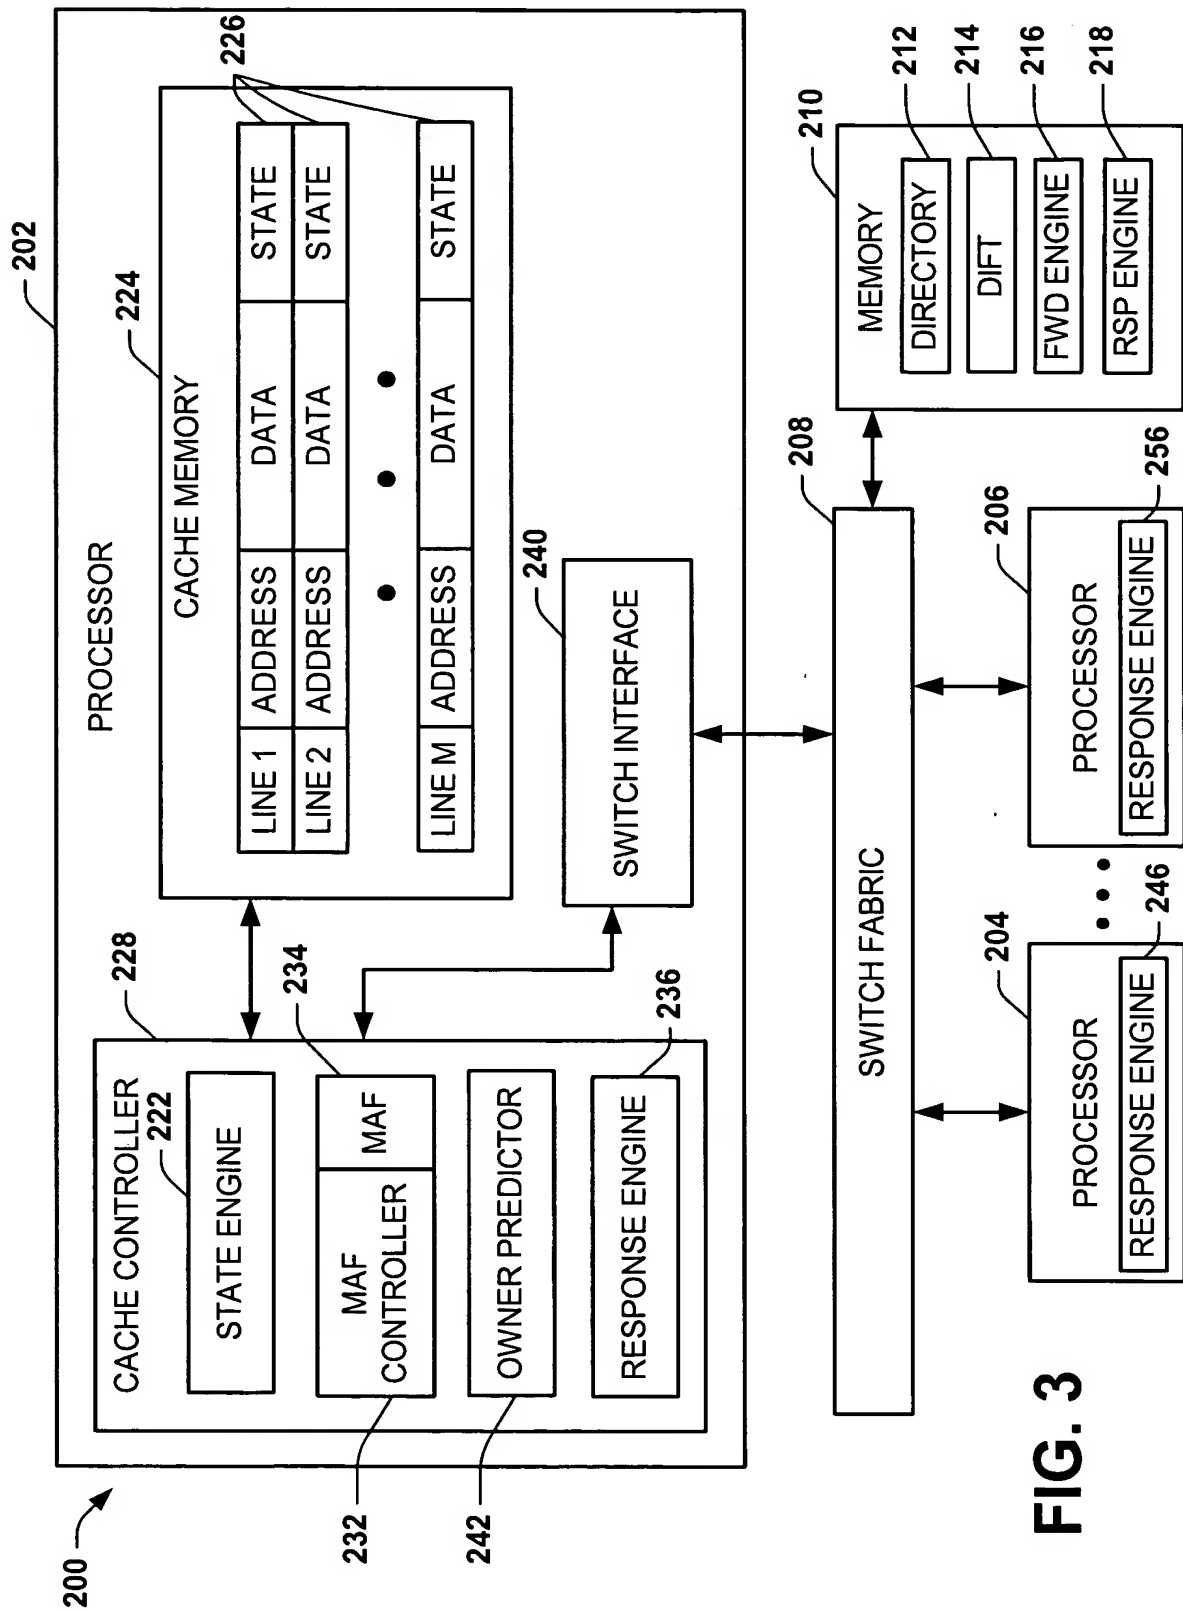 200
202
PROCESSOR
CACHE CONTROLLER
228
222
STATE ENGINE
MAF
CONTROLLER
MAF
234
232
OWNER PREDICTOR
242
RESPONSE ENGINE
236
224
CACHE MEMORY
226
LINE 1 ADDRESS DATA STATE
LINE 2 ADDRESS DATA STATE
LINE M ADDRESS DATA STATE
240
SWITCH INTERFACE
208
SWITCH FABRIC
204
PROCESSOR
RESPONSE ENGINE
246
206
PROCESSOR
RESPONSE ENGINE
256
210
MEMORY
DIRECTORY
212
DIFT
214
FWD ENGINE
216
RSP ENGINE
218
FIG. 3